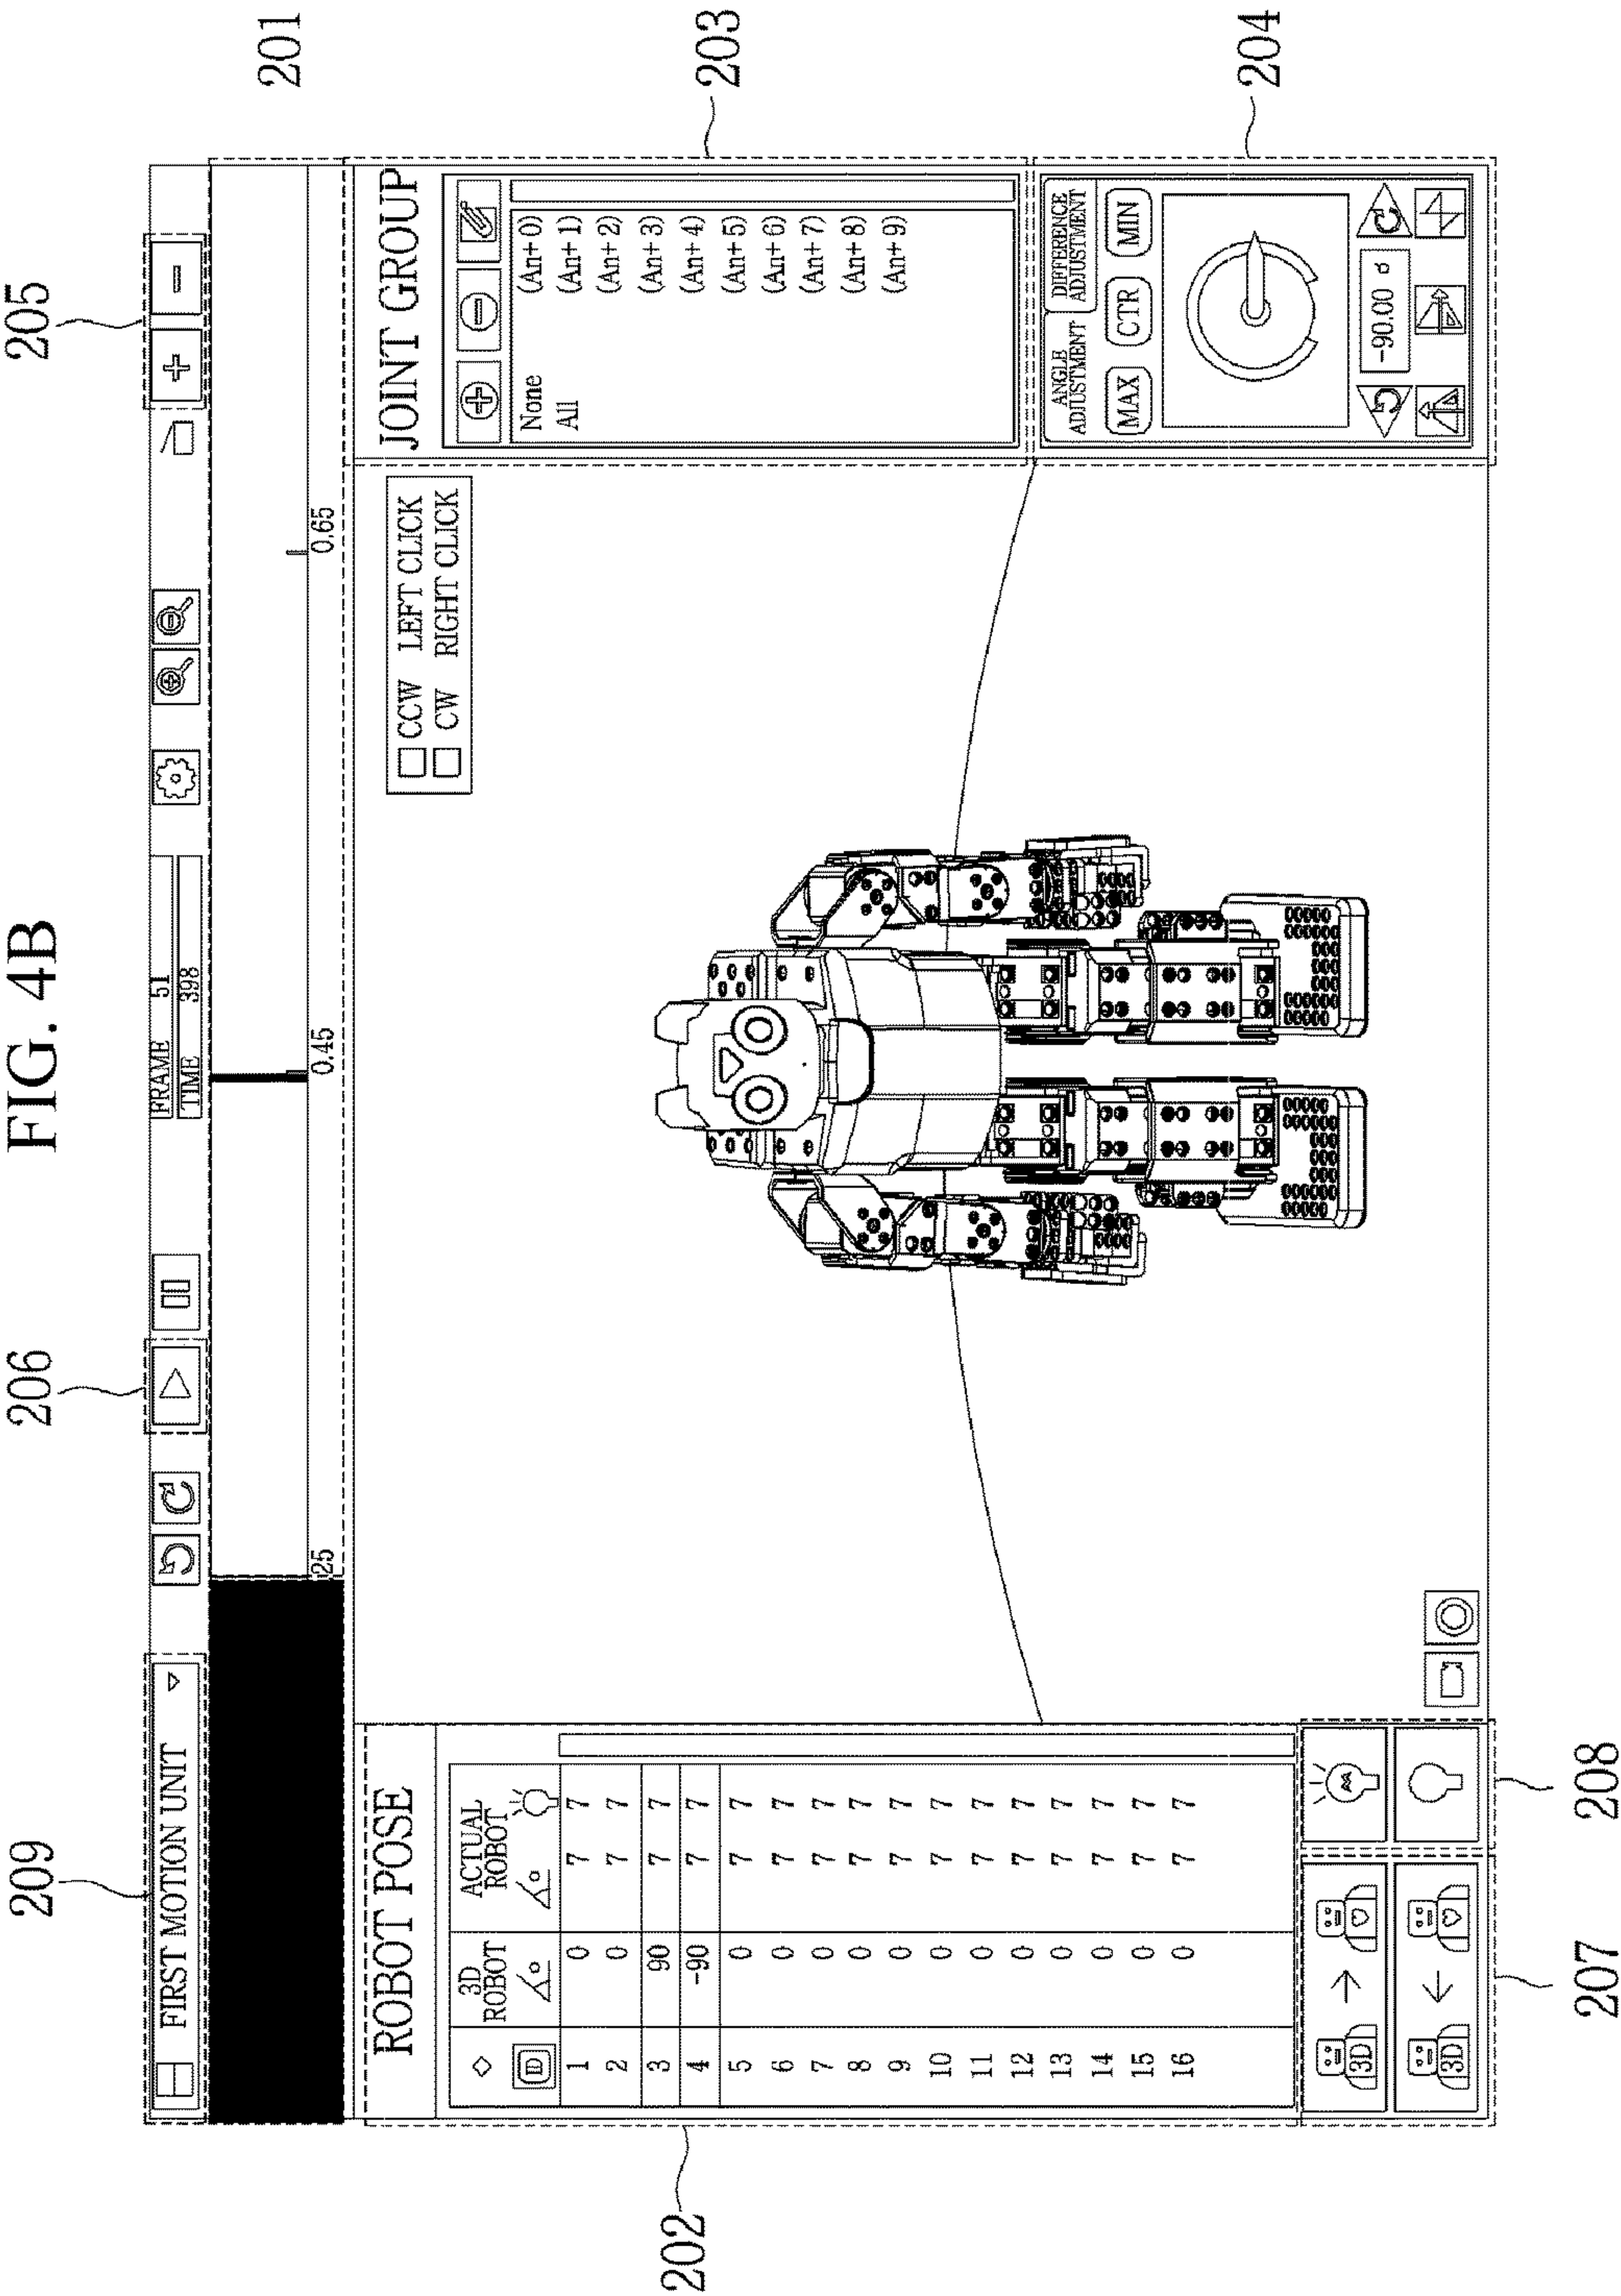 FIG. 4B
209
206
205
FIRST MOTION UNIT
FRAME 51
TIME 398
201
25 0.45 0.65
ROBOT POSE
3D ROBOT
ACTUAL ROBOT
ID
1 0 7 7
2 0 7 7
3 90 7 7
4 -90 7 7
5 0 7 7
6 0 7 7
7 0 7 7
8 0 7 7
9 0 7 7
10 0 7 7
11 0 7 7
12 0 7 7
13 0 7 7
14 0 7 7
15 0 7 7
16 0 7 7
202
3D → 
3D ← 
207
208
CCW LEFT CLICK
CW RIGHT CLICK
JOINT GROUP
None (An+0)
All (An+1)
(An+2)
(An+3)
(An+4)
(An+5)
(An+6)
(An+7)
(An+8)
(An+9)
203
ANGLE ADJUSTMENT
DIFFERENCE ADJUSTMENT
MAX CTR MIN
-90.00
204